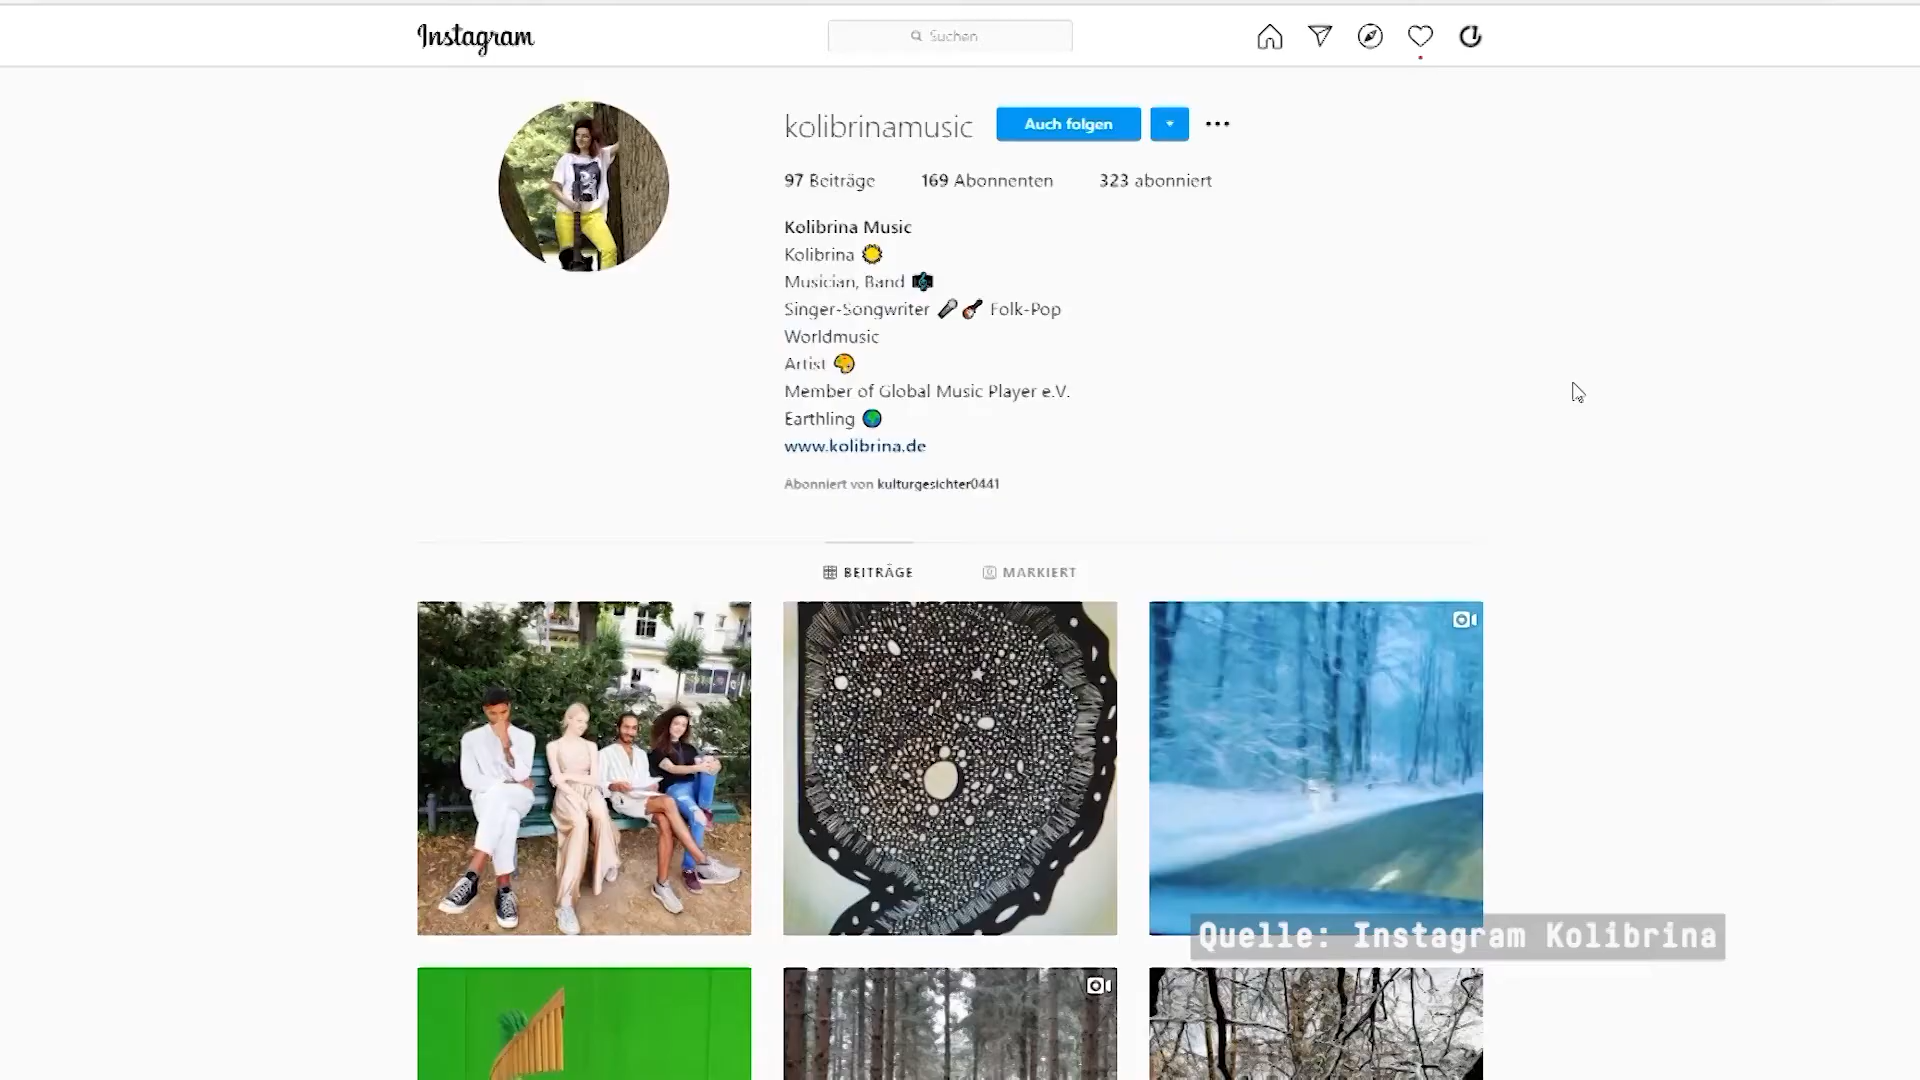 Instagram
Suchen
kolibrinamusic
Auch folgen
97 Beiträge 169 Abonnenten 323 abonniert
Kolibrina Music
Kolibrina
Musician, Band
Singer-Songwriter 🎤🎸 Folk-Pop
Worldmusic
Artist 🎨
Member of Global Music Player e.V.
Earthling
www.kolibrina.de
Abonniert von kulturgesichter0441
BEITRÄGE MARKIERT
Quelle: Instagram Kolibrina